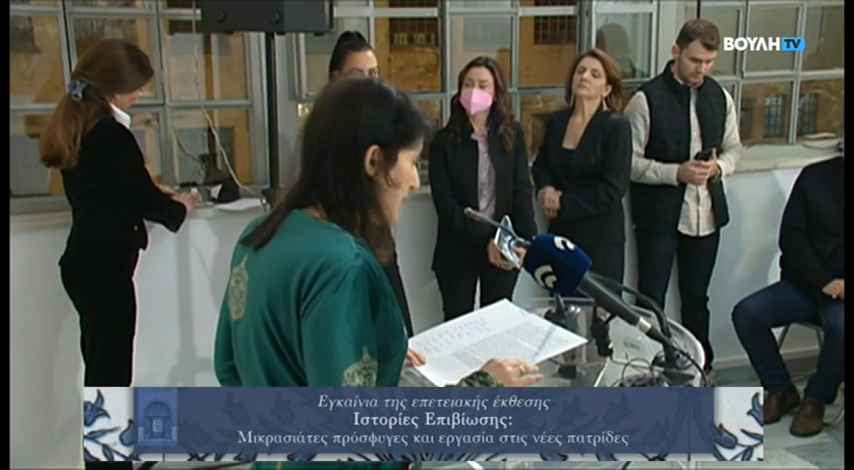 ΒΟΥΛΗ TV
Εγκαίνια της επετειακής έκθεσης
Ιστορίες Επιβίωσης:
Μικρασιάτες πρόσφυγες και εργασία στις νέες πατρίδες